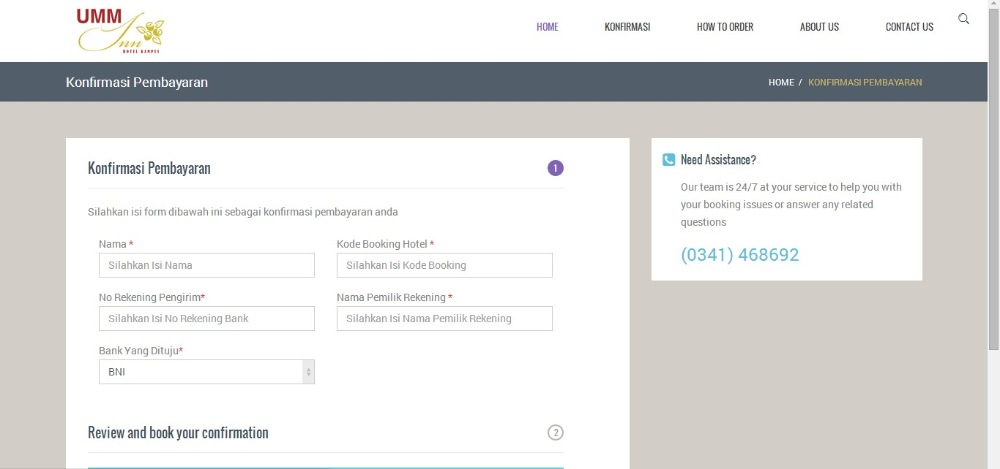 UMM
Inn
HOTEL KAMPUS
HOME
KONFIRMASI
HOW TO ORDER
ABOUT US
CONTACT US
Konfirmasi Pembayaran
HOME / KONFIRMASI PEMBAYARAN
Konfirmasi Pembayaran
1
Silahkan isi form dibawah ini sebagai konfirmasi pembayaran anda
Nama *
Silahkan Isi Nama
Kode Booking Hotel *
Silahkan Isi Kode Booking
No Rekening Pengirim*
Silahkan Isi No Rekening Bank
Nama Pemilik Rekening *
Silahkan Isi Nama Pemilik Rekening
Bank Yang Dituju*
BNI
Review and book your confirmation
2
Need Assistance?
Our team is 24/7 at your service to help you with
your booking issues or answer any related
questions
(0341) 468692